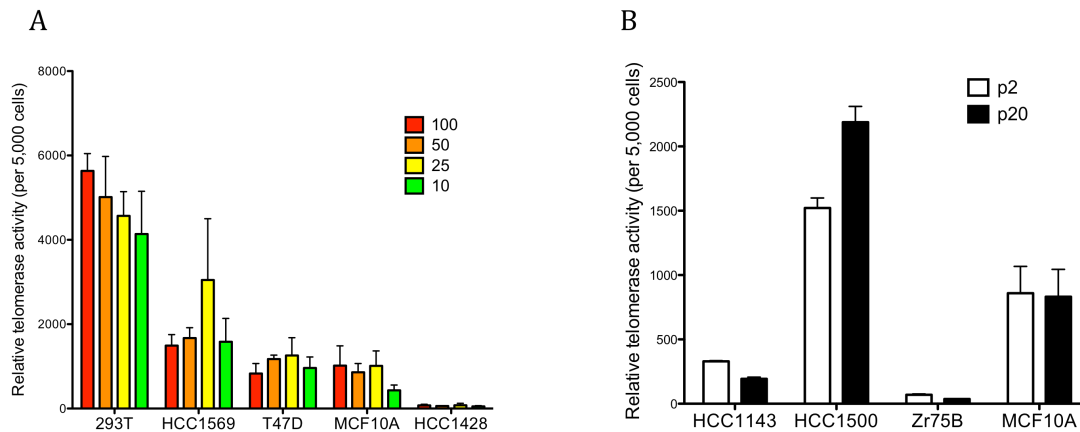 A
Relative telomerase activity (per 5,000 cells)
8000
6000
4000
2000
0
100
50
25
10
293T HCC1569 T47D MCF10A HCC1428
B
Relative telomerase activity (per 5,000 cells)
2500
2000
1500
1000
500
0
p2
p20
HCC1143 HCC1500 Zr75B MCF10A